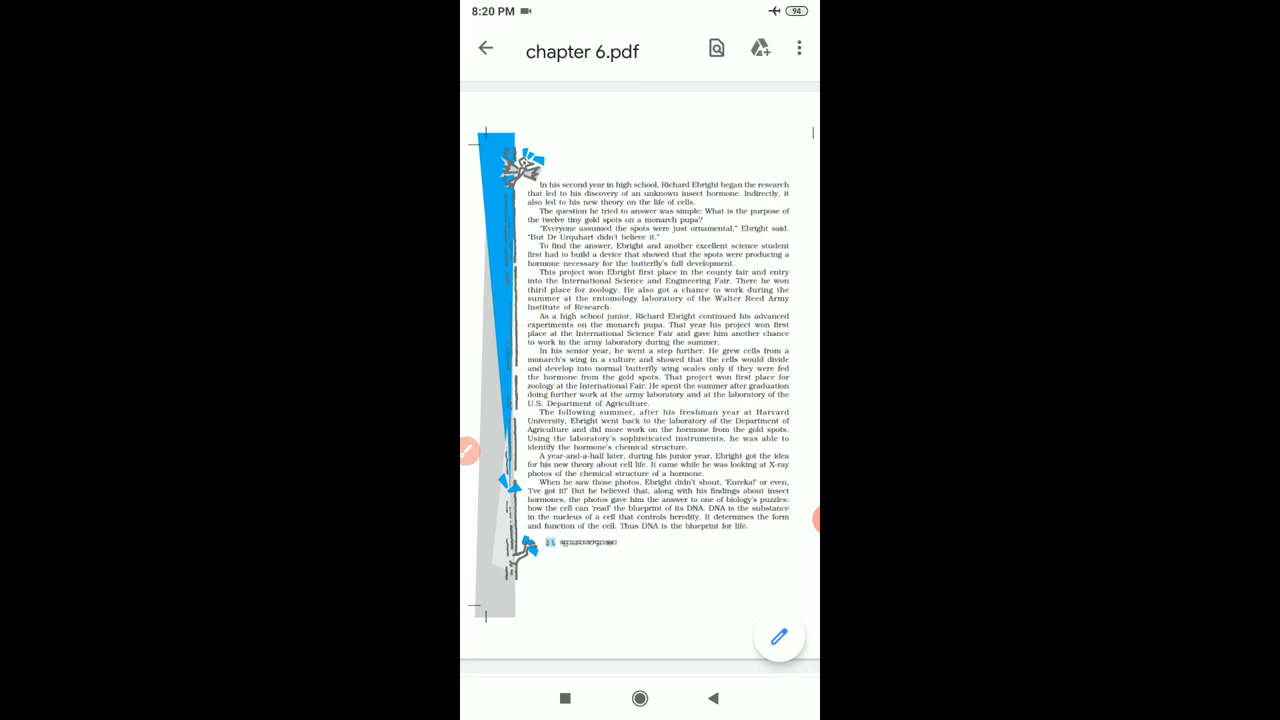 8:20 PM
94
chapter 6.pdf
In his second year in high school, Richard Ebright began the research
that led to his discovery of an unknown insect hormone. Indirectly, it
also led to his new theory on the life of cells.
The question he tried to answer was simple: What is the purpose of
the twelve tiny gold spots on a monarch pupa?
“Everyone assumed the spots were just ornamental,” Ebright said.
“But Dr Urquhart didn’t believe it.”
To find the answer, Ebright and another excellent science student
first had to build a device that showed that the spots were producing a
hormone necessary for the butterfly’s full development.
This project won Ebright first place in the county fair and entry
into the International Science and Engineering Fair. There he won
third place for zoology. He also got a chance to work during the
summer at the entomology laboratory of the Walter Reed Army
Institute of Research.
As a high school junior, Richard Ebright continued his advanced
experiments on the monarch pupa. That year his project won first
place at the International Science Fair and gave him another chance
to work in the army laboratory during the summer.
In his senior year, he went a step further. He grew cells from a
monarch’s wing in a culture and showed that the cells would divide
and develop into normal butterfly wing scales only if they were fed
the hormone from the gold spots. That project won first place for
zoology at the International Fair. He spent the summer after graduation
doing further work at the army laboratory and at the laboratory of the
U.S. Department of Agriculture.
The following summer, after his freshman year at Harvard
University, Ebright went back to the laboratory of the Department of
Agriculture and did more work on the hormone from the gold spots.
Using the laboratory’s sophisticated instruments, he was able to
identify the hormone’s chemical structure.
A year-and-a-half later, during his junior year, Ebright got the idea
for his new theory about cell life. It came while he was looking at X-ray
photos of the chemical structure of a hormone.
When he saw those photos, Ebright didn’t shout, ‘Eureka!’ or even,
‘I’ve got it!’ But he believed that, along with his findings about insect
hormones, the photos gave him the answer to one of biology’s puzzles:
how the cell can ‘read’ the blueprint of its DNA. DNA is the substance
in the nucleus of a cell that controls heredity. It determines the form
and function of the cell. Thus DNA is the blueprint for life.